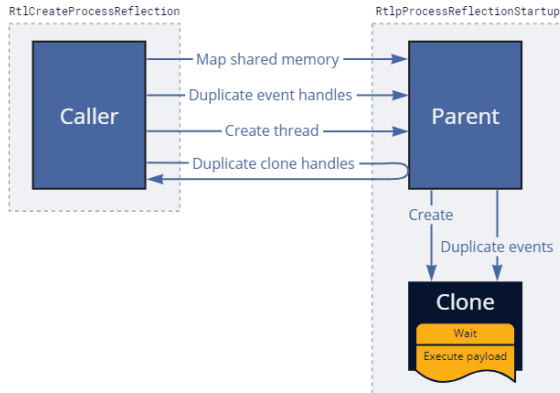 RtlCreateProcessReflection
RtlpProcessReflectionStartup
Caller
Map shared memory
Duplicate event handles
Create thread
Duplicate clone handles
Parent
Create
Duplicate events
Clone
Wait
Execute payload